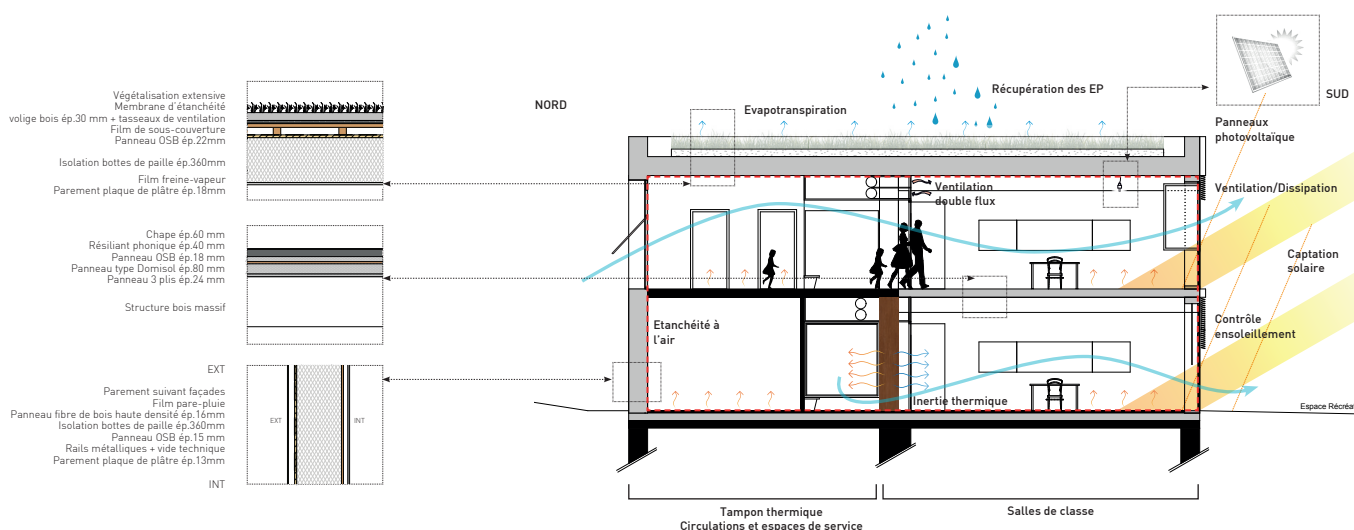 Végétalisation extensive
Membrane d'étanchéité
volige bois ép.30 mm + tasseaux de ventilation
Film de sous-couverture
Panneau OSB ép.22mm
Isolation bottes de paille ép.360mm
Film freine-vapeur
Parement plaque de plâtre ép.18mm
Chape ép.60 mm
Résiliant phonique ép.40 mm
Panneau OSB ép.18 mm
Panneau type Domisol ép.80 mm
Panneau 3 plis ép.24 mm
Structure bois massif
EXT
Parement suivant façades
Film pare-pluie
Panneau fibre de bois haute densité ép.16mm
Isolation bottes de paille ép.360mm
Panneau OSB ép.15 mm
Rails métalliques + vide technique
Parement plaque de plâtre ép.13mm
INT
EXT
INT
NORD
Evapotranspiration
Récupération des EP
SUD
Panneaux
photovoltaïque
Ventilation
double flux
Ventilation/Dissipation
Captation
solaire
Etanchéité à
l'air
Contrôle
ensoleillement
Inertie thermique
Espace Récréat
Tampon thermique
Circulations et espaces de service
Salles de classe